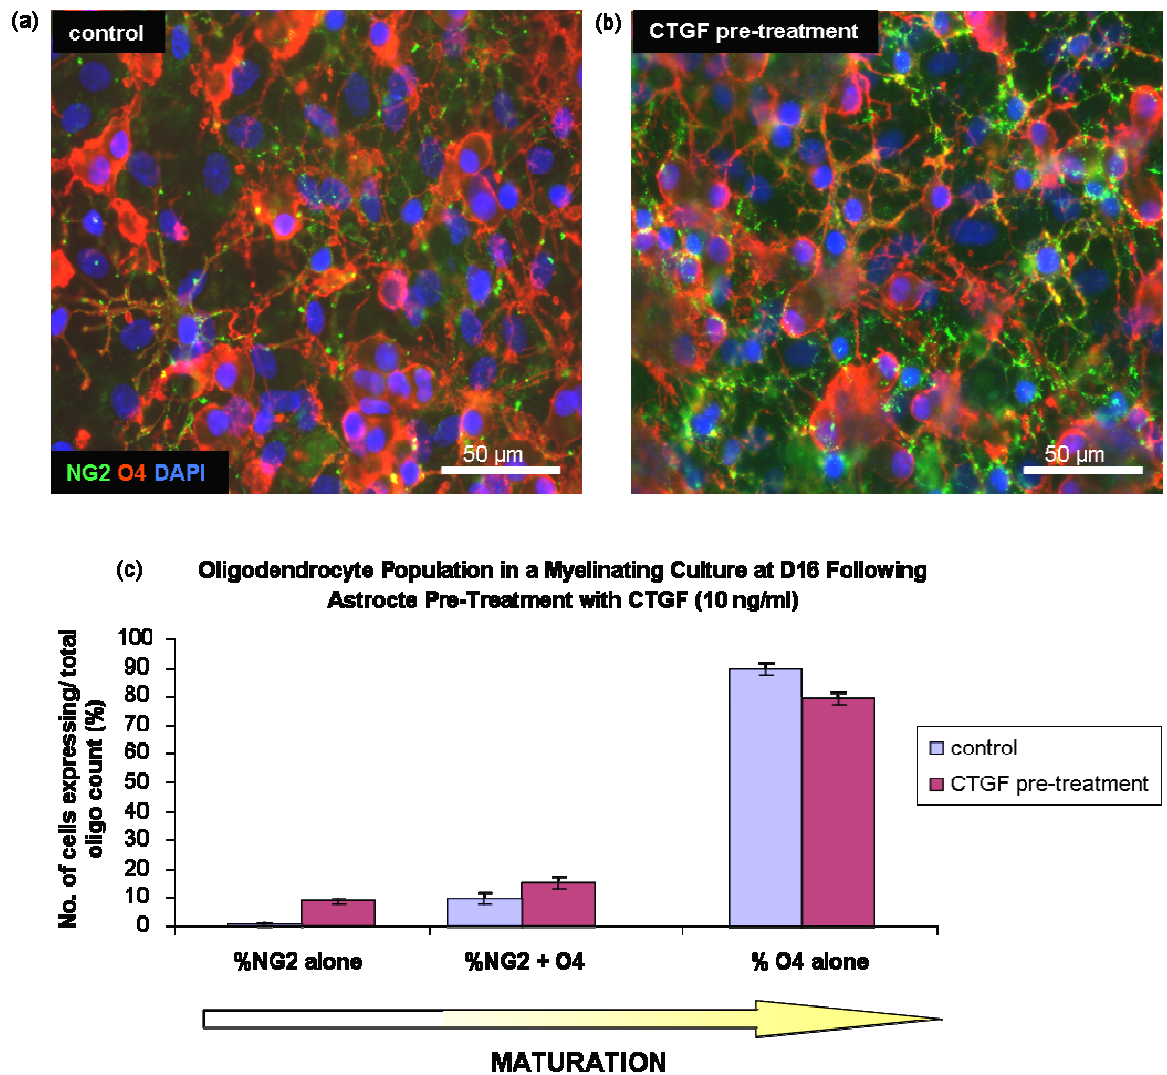 (a)
control
(b)
CTGF pre-treatment
NG2 O4 DAPI
50 µm
50 µm
(c)
Oligodendrocyte Population in a Myelinating Culture at D16 Following
Astrocte Pre-Treatment with CTGF (10 ng/ml)
No. of cells expressing/ total
oligo count (%)
100
90
80
70
60
50
40
30
20
10
0
%NG2 alone
%NG2 + O4
% O4 alone
control
CTGF pre-treatment
MATURATION